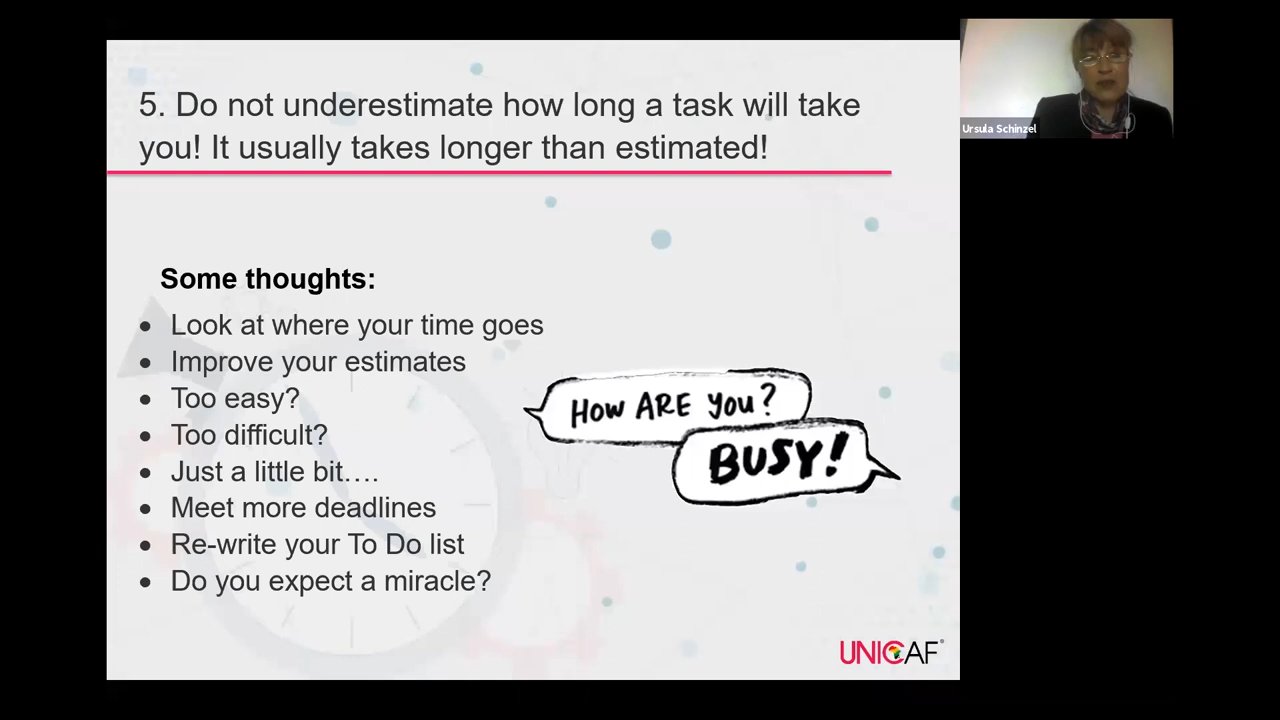 5. Do not underestimate how long a task will take
you! It usually takes longer than estimated!
Ursula Schinzel
Some thoughts:
• Look at where your time goes
• Improve your estimates
• Too easy?
• Too difficult?
• Just a little bit….
• Meet more deadlines
• Re-write your To Do list
• Do you expect a miracle?
HOW ARE YOU?
BUSY!
UNICAF®